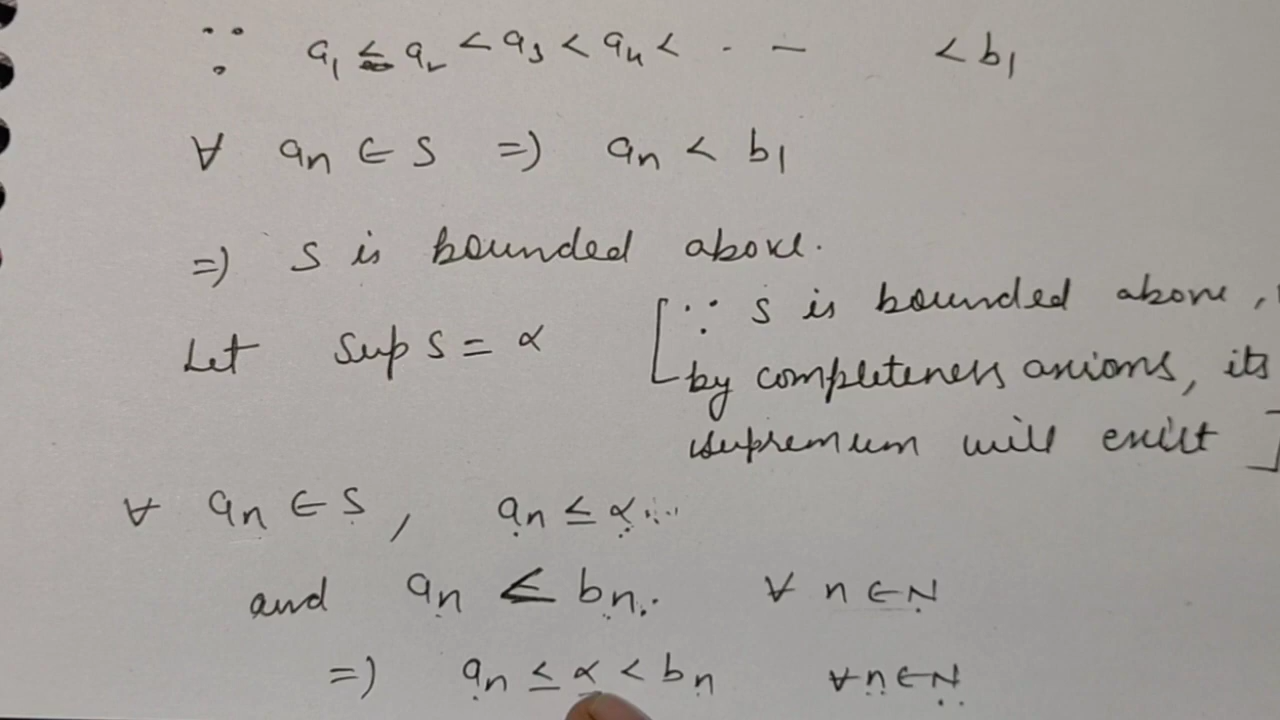 ∵ a₁ ≤ a₂ < a₃ < a₄ < . . — < b₁
∀ aₙ ∈ S ⇒ aₙ < b₁
⇒ S is bounded above.
Let Sup S = α [∵ S is bounded above,
by completeness axioms, its
supremum will exist ]
∀ aₙ ∈ S, aₙ ≤ α...
and aₙ ≤ bₙ. ∀ n ∈ N
⇒ aₙ ≤ α < bₙ ∀ n ∈ N